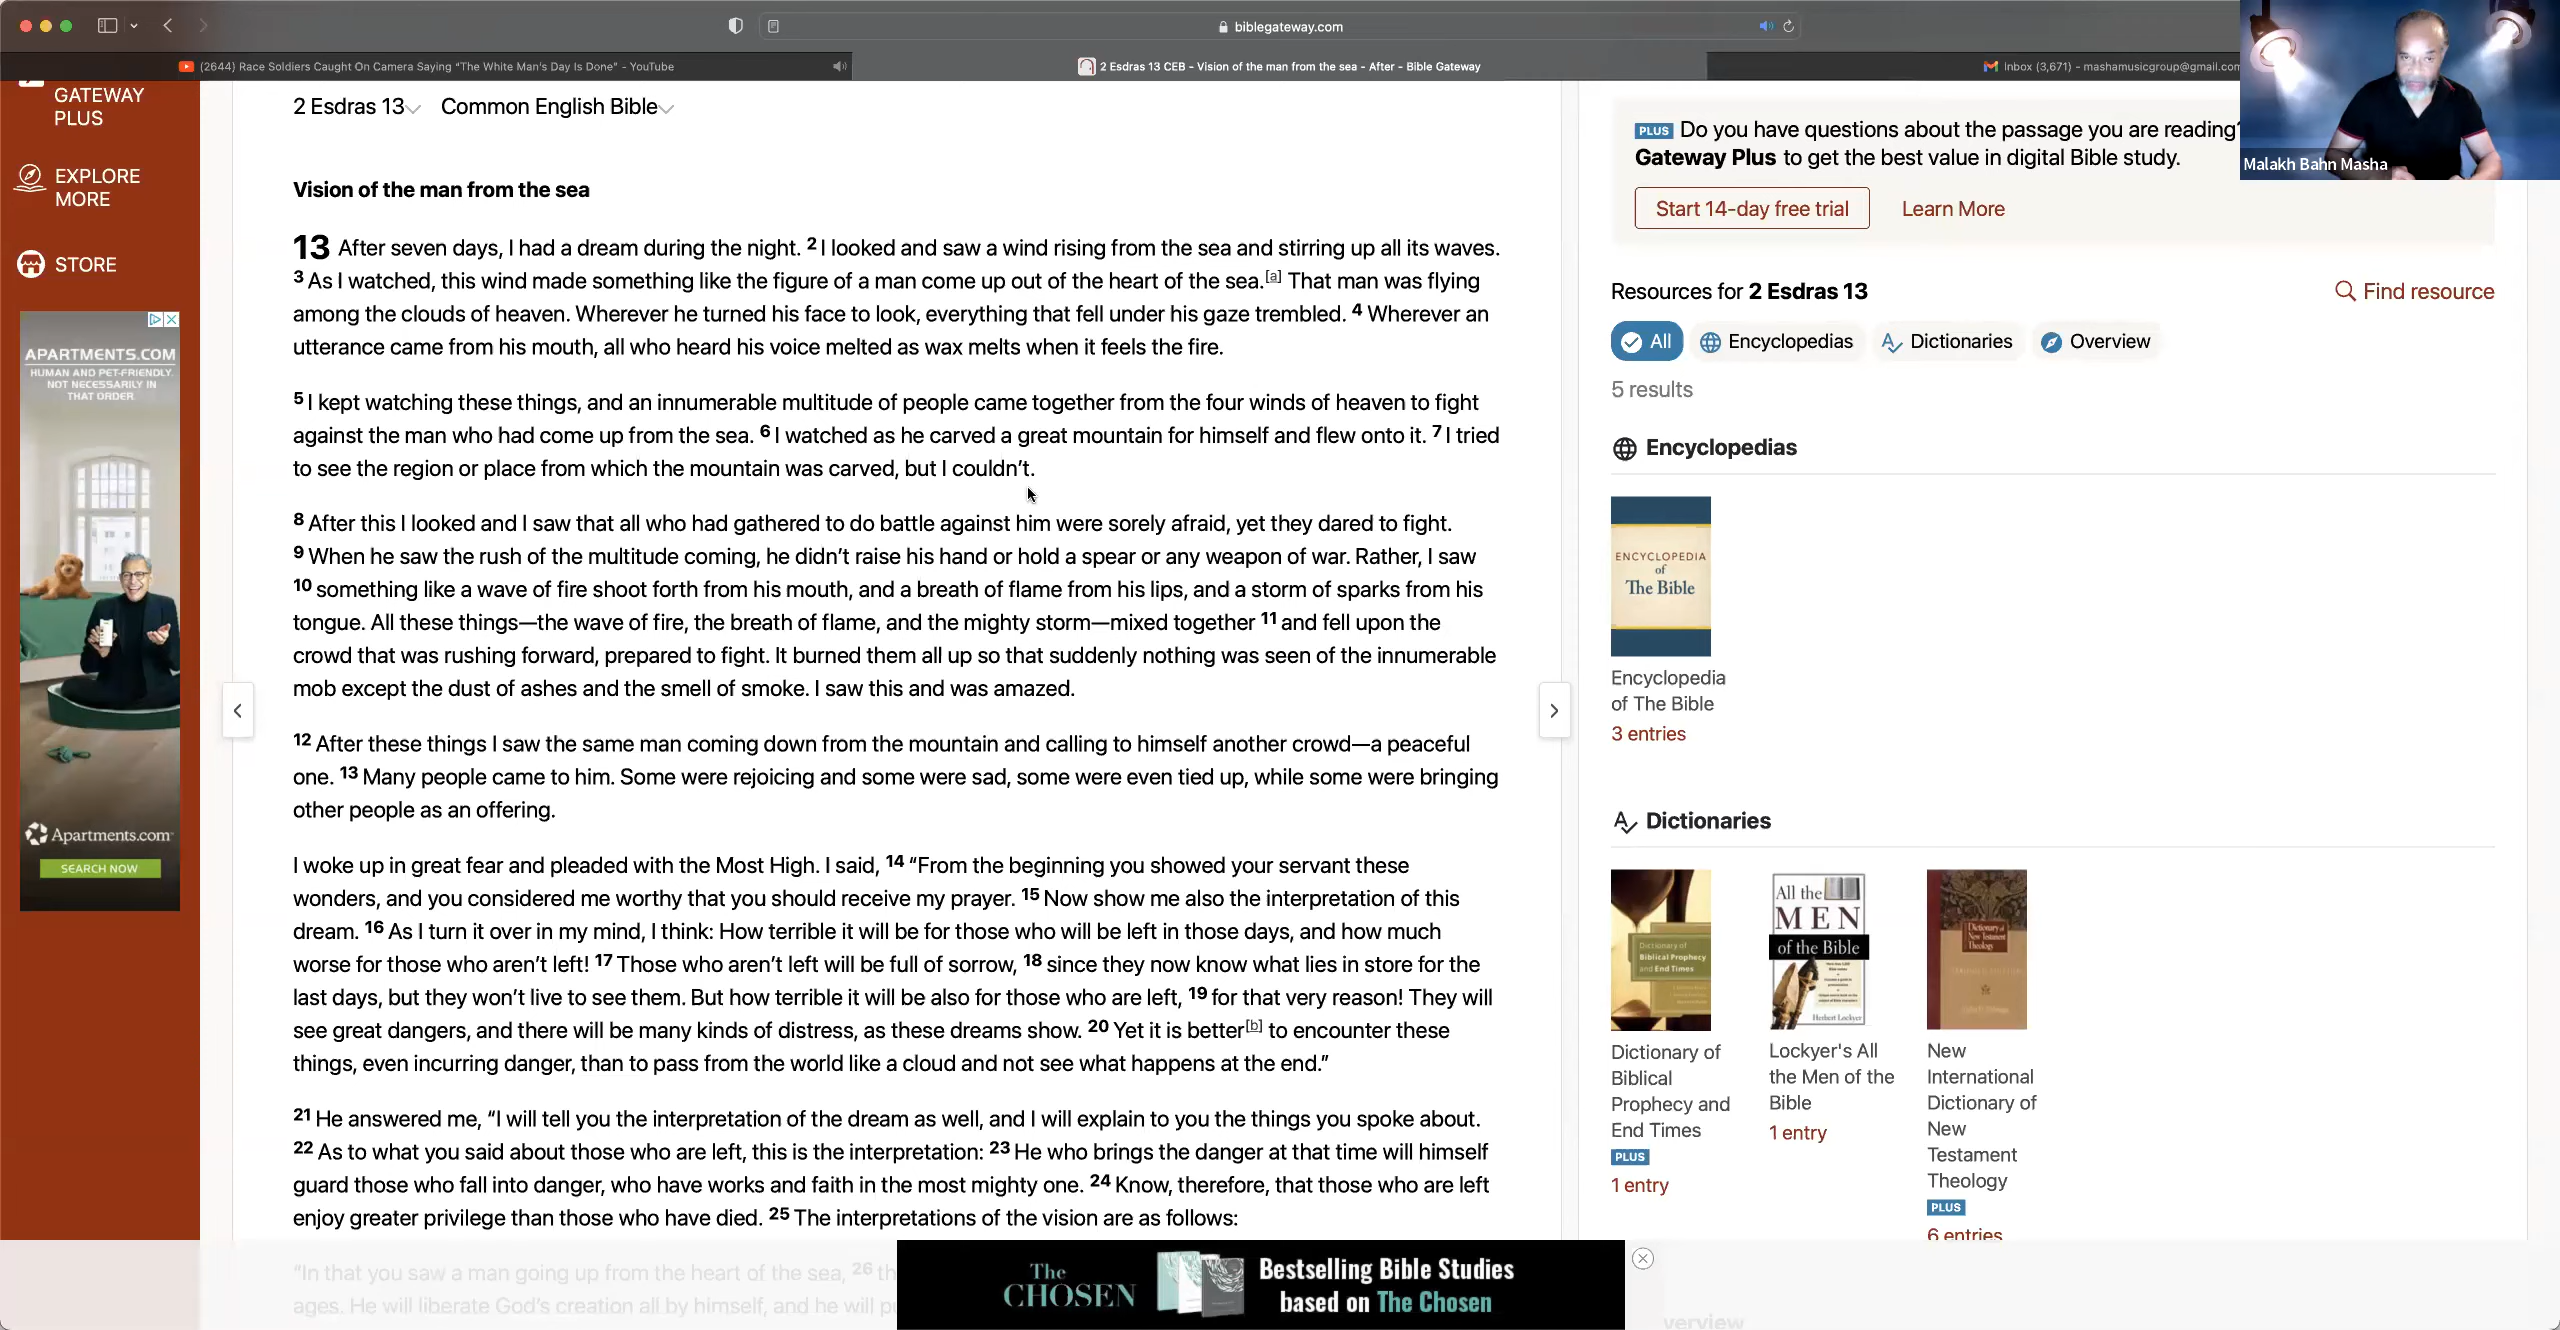 biblegateway.com
(2644) Race Soldiers Caught On Camera Saying "The White Man's Day Is Done" - YouTube
2 Esdras 13 CEB - Vision of the man from the sea - After - Bible Gateway
Inbox (3,671) - mashamusicgroup@gmail.com
Malakh Bahn Masha
GATEWAY
PLUS
EXPLORE
MORE
STORE
APARTMENTS.COM
HUMAN AND PET-FRIENDLY.
NOT NECESSARILY IN
THAT ORDER.
Apartments.com
SEARCH NOW
2 Esdras 13 Common English Bible
Vision of the man from the sea
13 After seven days, I had a dream during the night. 2 I looked and saw a wind rising from the sea and stirring up all its waves.
3 As I watched, this wind made something like the figure of a man come up out of the heart of the sea.[a] That man was flying
among the clouds of heaven. Wherever he turned his face to look, everything that fell under his gaze trembled. 4 Wherever an
utterance came from his mouth, all who heard his voice melted as wax melts when it feels the fire.
5 I kept watching these things, and an innumerable multitude of people came together from the four winds of heaven to fight
against the man who had come up from the sea. 6 I watched as he carved a great mountain for himself and flew onto it. 7 I tried
to see the region or place from which the mountain was carved, but I couldn't.
8 After this I looked and I saw that all who had gathered to do battle against him were sorely afraid, yet they dared to fight.
9 When he saw the rush of the multitude coming, he didn't raise his hand or hold a spear or any weapon of war. Rather, I saw
10 something like a wave of fire shoot forth from his mouth, and a breath of flame from his lips, and a storm of sparks from his
tongue. All these things—the wave of fire, the breath of flame, and the mighty storm—mixed together 11 and fell upon the
crowd that was rushing forward, prepared to fight. It burned them all up so that suddenly nothing was seen of the innumerable
mob except the dust of ashes and the smell of smoke. I saw this and was amazed.
12 After these things I saw the same man coming down from the mountain and calling to himself another crowd—a peaceful
one. 13 Many people came to him. Some were rejoicing and some were sad, some were even tied up, while some were bringing
other people as an offering.
I woke up in great fear and pleaded with the Most High. I said, 14 "From the beginning you showed your servant these
wonders, and you considered me worthy that you should receive my prayer. 15 Now show me also the interpretation of this
dream. 16 As I turn it over in my mind, I think: How terrible it will be for those who will be left in those days, and how much
worse for those who aren't left! 17 Those who aren't left will be full of sorrow, 18 since they now know what lies in store for the
last days, but they won't live to see them. But how terrible it will be also for those who are left, 19 for that very reason! They will
see great dangers, and there will be many kinds of distress, as these dreams show. 20 Yet it is better[b] to encounter these
things, even incurring danger, than to pass from the world like a cloud and not see what happens at the end."
21 He answered me, "I will tell you the interpretation of the dream as well, and I will explain to you the things you spoke about.
22 As to what you said about those who are left, this is the interpretation: 23 He who brings the danger at that time will himself
guard those who fall into danger, who have works and faith in the most mighty one. 24 Know, therefore, that those who are left
enjoy greater privilege than those who have died. 25 The interpretations of the vision are as follows:
"In that you saw a man going up from the heart of the sea, 26 th
ages. He will liberate God's creation all by himself, and he will p
The
CHOSEN
Bestselling Bible Studies
based on The Chosen
PLUS Do you have questions about the passage you are reading?
Gateway Plus to get the best value in digital Bible study.
Start 14-day free trial Learn More
Resources for 2 Esdras 13 Find resource
All Encyclopedias Dictionaries Overview
5 results
Encyclopedias
ENCYCLOPEDIA
of
The Bible
Encyclopedia
of The Bible
3 entries
Dictionaries
Dictionary of
Biblical Prophecy
and End Times
All the
MEN
of the Bible
Herbert Lockyer
Dictionary of
New Testament
Theology
Dictionary of
Biblical
Prophecy and
End Times
PLUS
1 entry
Lockyer's All
the Men of the
Bible
1 entry
New
International
Dictionary of
New
Testament
Theology
PLUS
6 entries
verview